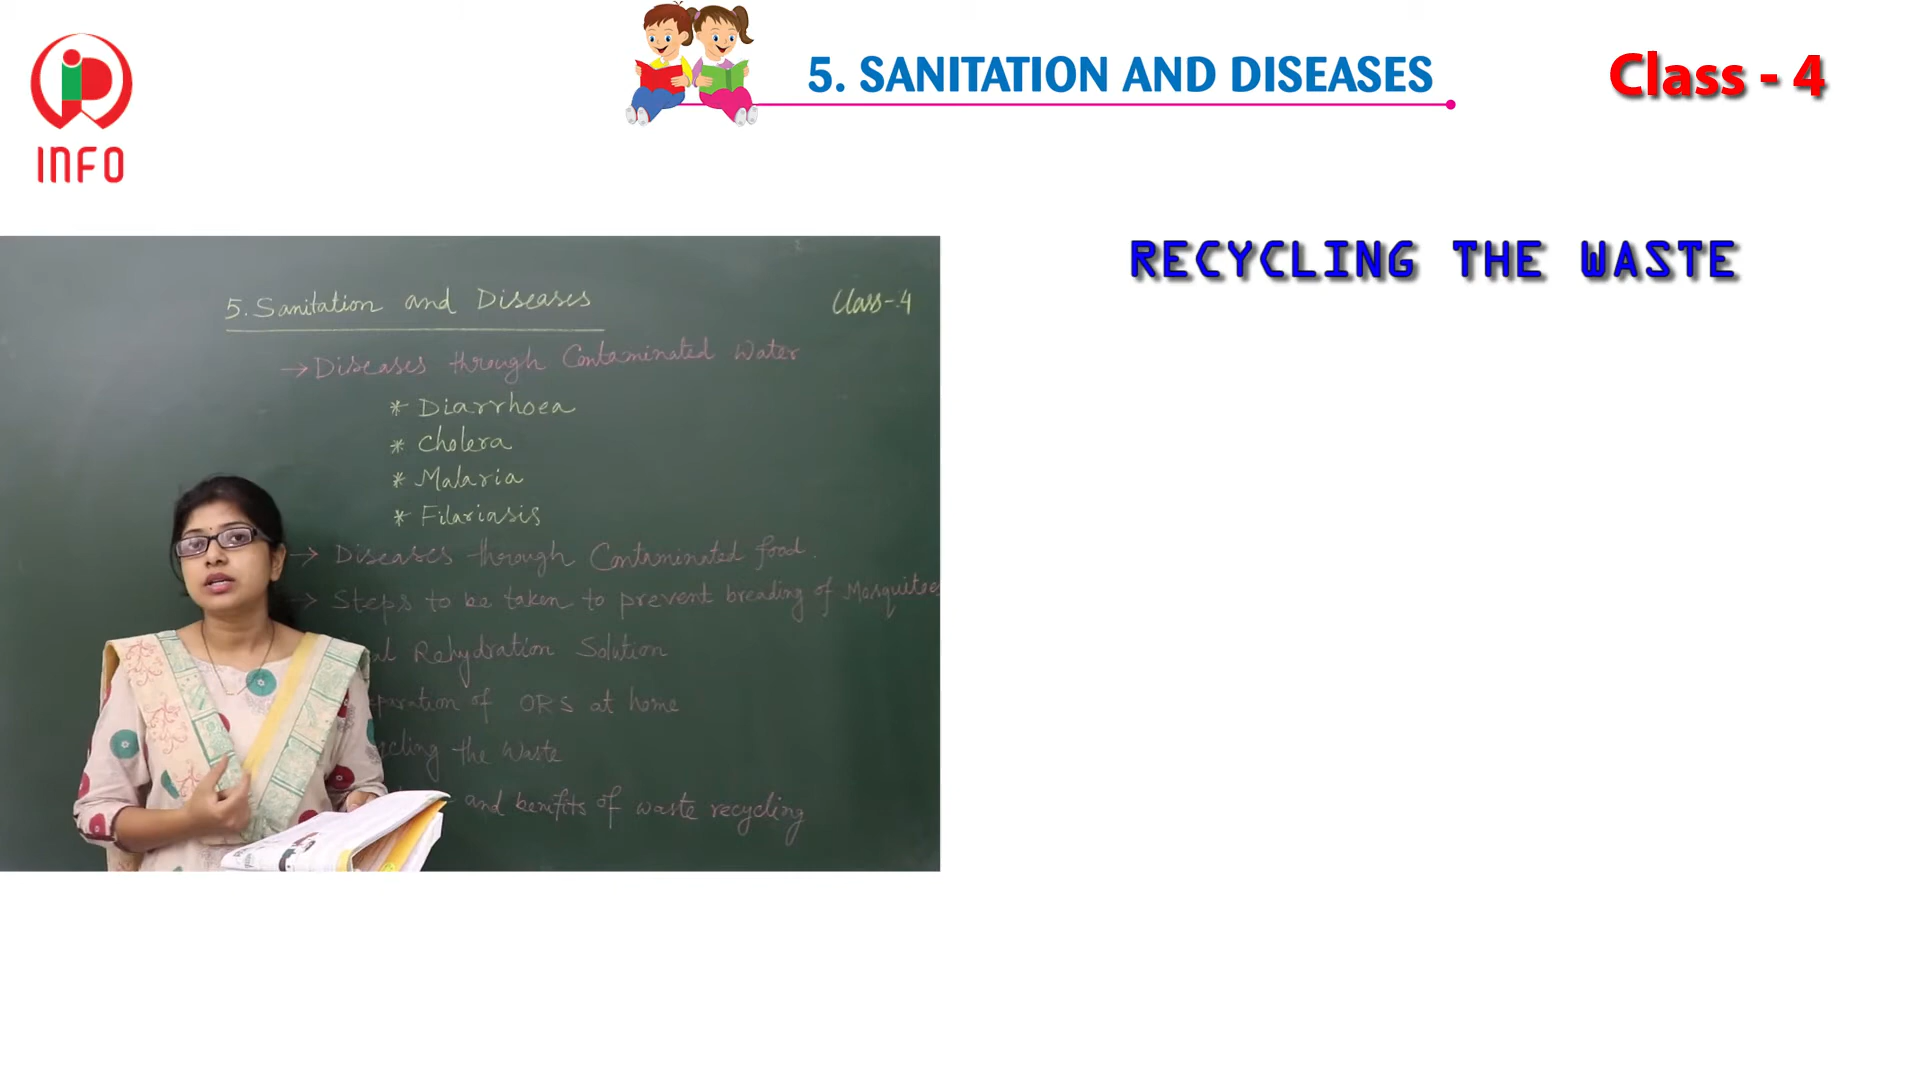 INFO
5. SANITATION AND DISEASES
Class - 4
RECYCLING THE WASTE
5. Sanitation and Diseases
Class-4
→ Diseases through Contaminated Water
* Diarrhoea
* Cholera
* Malaria
* Filariasis
→ Diseases through Contaminated food.
→ Steps to be taken to prevent breading of Mosquitoes
Rehydration Solution
of ORS at home
the Waste
and benifits of waste recycling